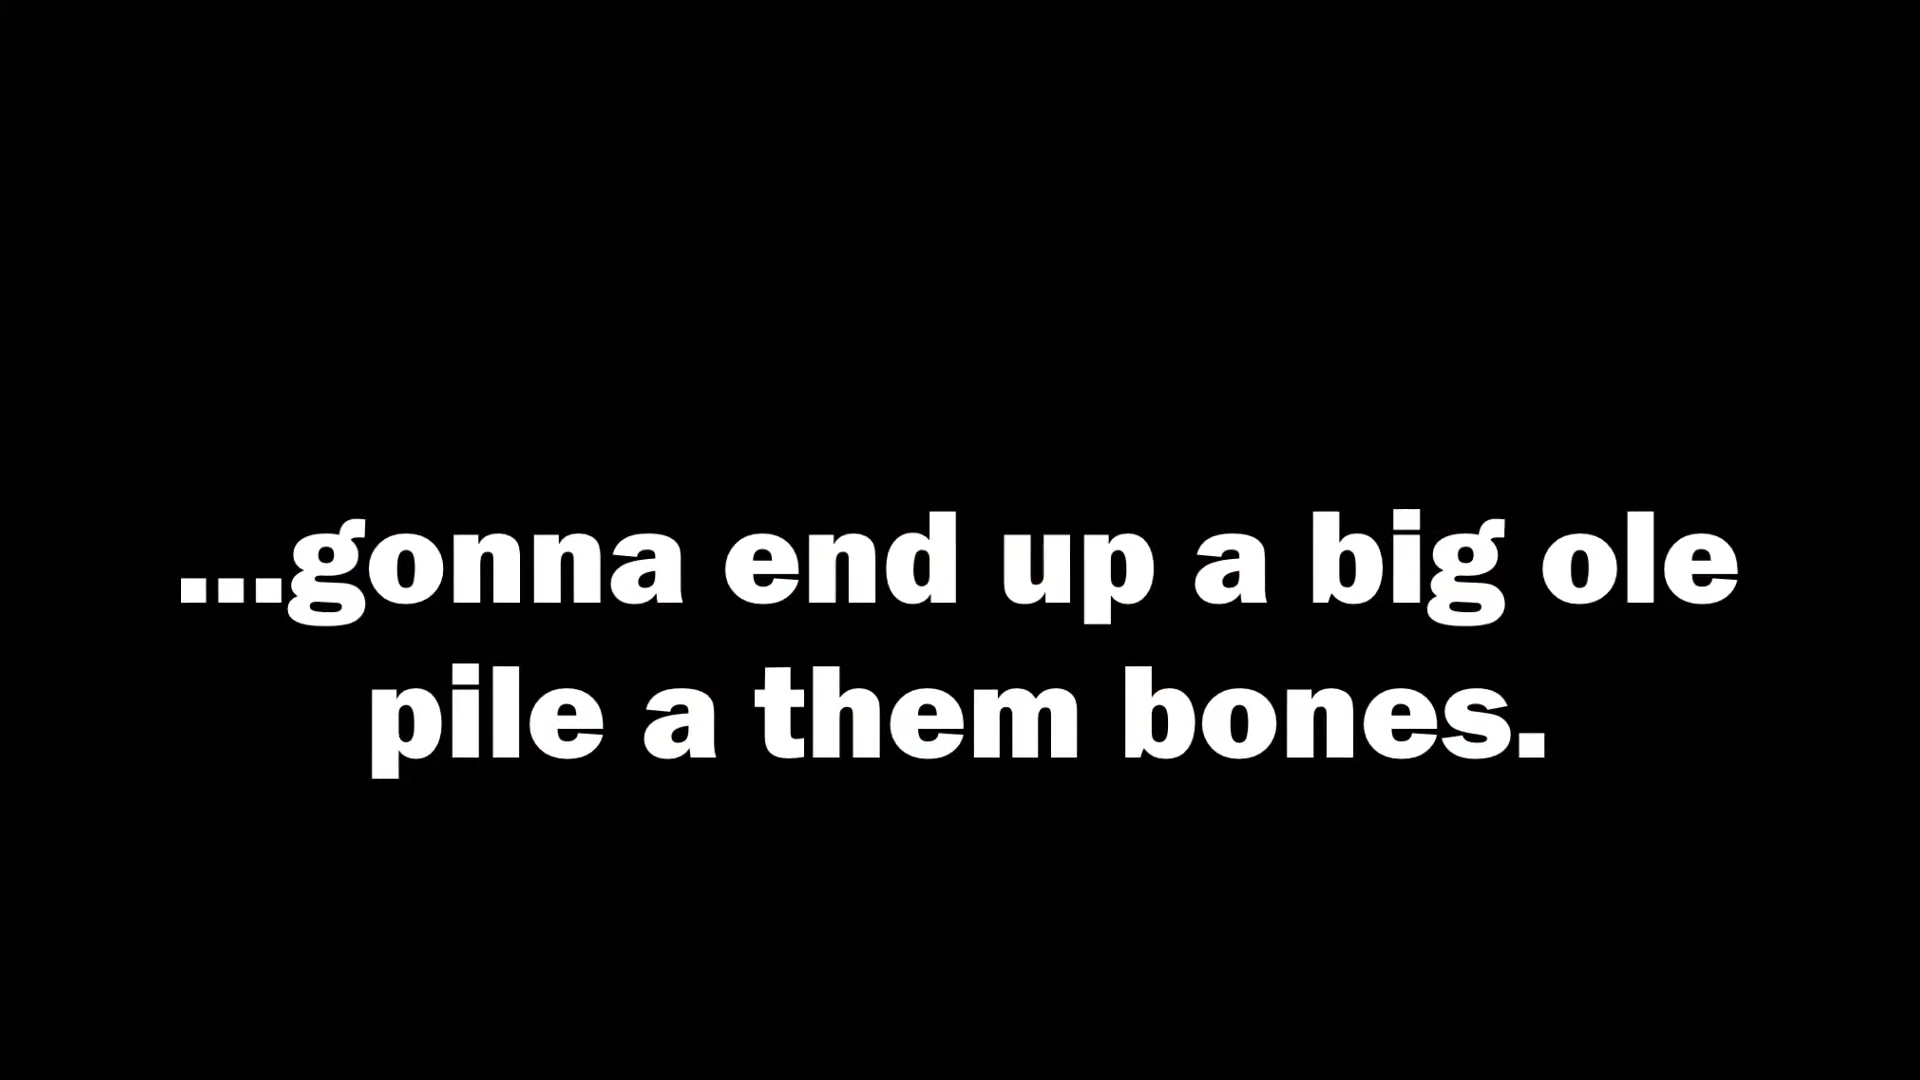 ...gonna end up a big ole
pile a them bones.